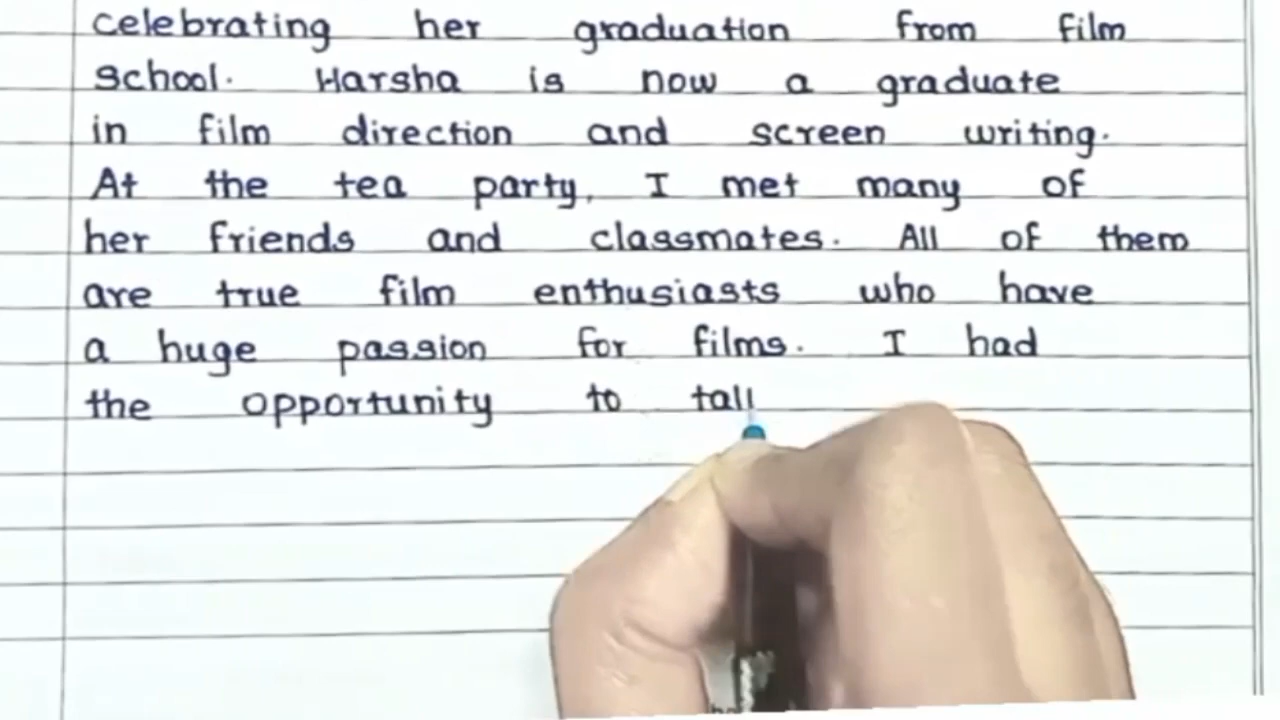 celebrating her graduation from film
school. Harsha is now a graduate
in film direction and screen writing.
At the tea party, I met many of
her friends and classmates. All of them
are true film enthusiasts who have
a huge passion for films. I had
the opportunity to tall